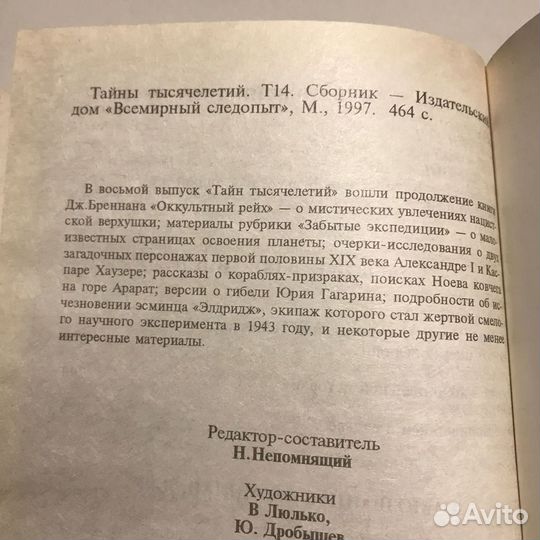 Тайны тысячелетий. Т14. Сборник — Издательский
дом «Всемирный следопыт», М., 1997. 464 с.
В восьмой выпуск «Тайн тысячелетий» вошли продолжение книги
Дж.Бреннана «Оккультный рейх» — о мистических увлечениях нацист-
ской верхушки; материалы рубрики «Забытые экспедиции» — о мало-
известных страницах освоения планеты; очерки-исследования о двух
загадочных персонажах первой половины XIX века Александре I и Кас-
паре Хаузере; рассказы о кораблях-призраках, поисках Ноева ковчега
на горе Арарат; версии о гибели Юрия Гагарина; подробности об ис-
чезновении эсминца «Элдридж», экипаж которого стал жертвой смело-
го научного эксперимента в 1943 году, и некоторые другие не менее
интересные материалы.
Редактор-составитель
Н.Непомнящий
Художники
В Люлько,
Ю. Дробышев
Avito